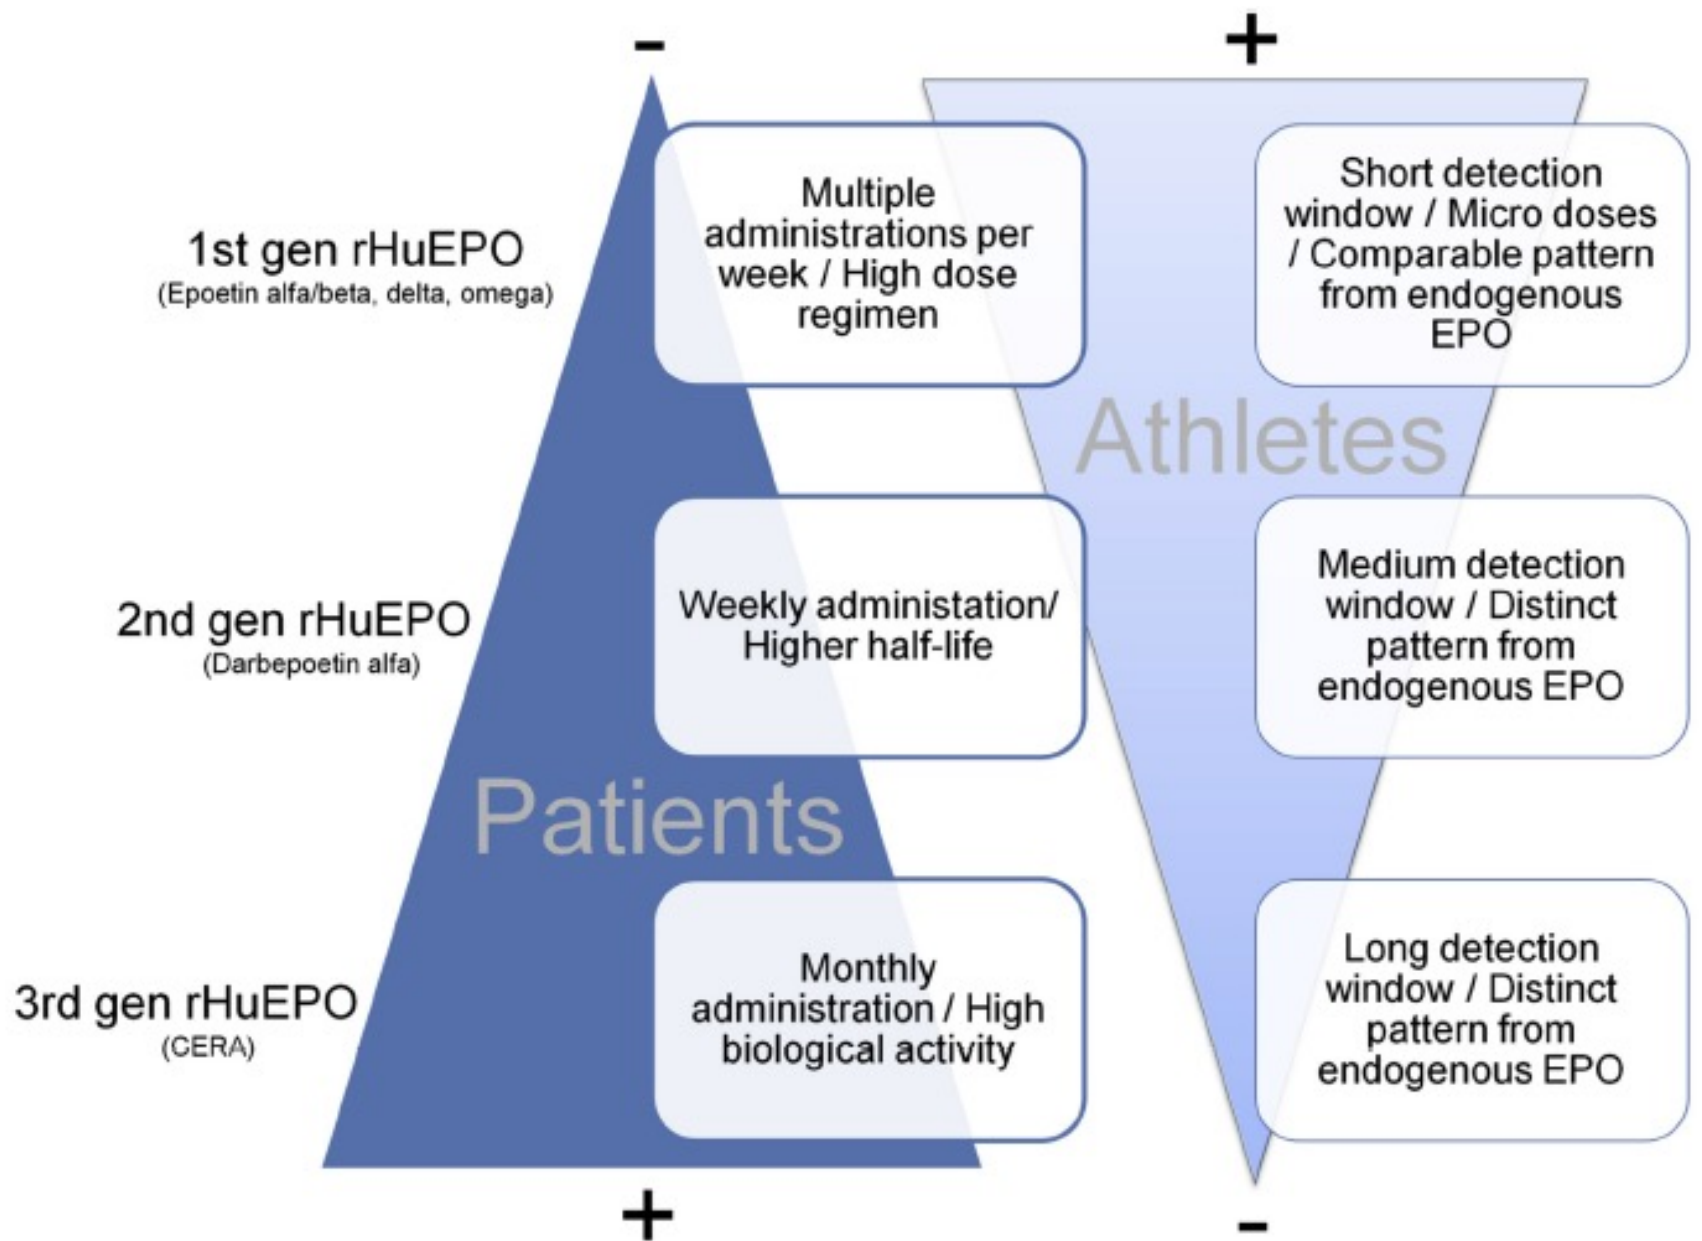 -
+
1st gen rHuEPO
(Epoetin alfa/beta, delta, omega)
Multiple
administrations per
week / High dose
regimen
Short detection
window / Micro doses
/ Comparable pattern
from endogenous
EPO
Athletes
2nd gen rHuEPO
(Darbepoetin alfa)
Weekly administation/
Higher half-life
Medium detection
window / Distinct
pattern from
endogenous EPO
Patients
3rd gen rHuEPO
(CERA)
Monthly
administration / High
biological activity
Long detection
window / Distinct
pattern from
endogenous EPO
+
-